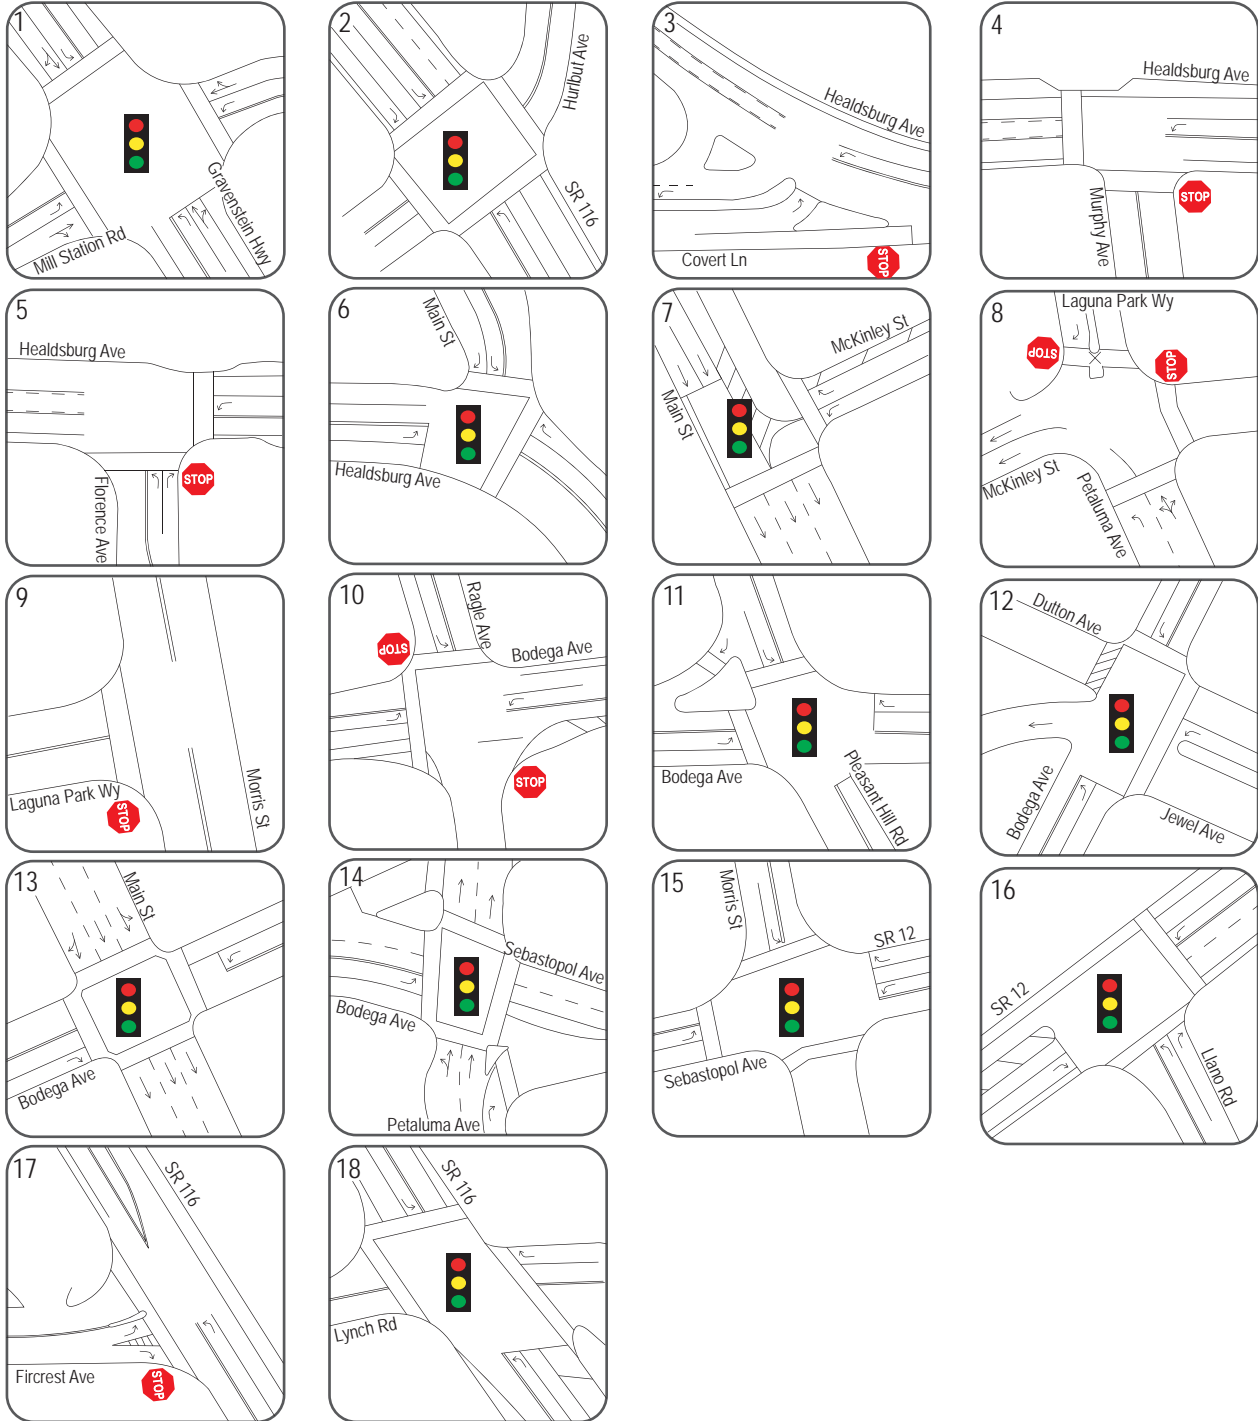 1
Mill Station Rd
Gravenstein Hwy
2
Hurlbut Ave
SR 116
3
Healdsburg Ave
Covert Ln
STOP
4
Healdsburg Ave
Murphy Ave
STOP
5
Healdsburg Ave
Florence Ave
STOP
6
Main St
Healdsburg Ave
7
McKinley St
Main St
8
Laguna Park Wy
STOP
STOP
McKinley St
Petaluma Ave
9
Laguna Park Wy
STOP
Morris St
10
Ragle Ave
STOP
Bodega Ave
STOP
11
Bodega Ave
Pleasant Hill Rd
12
Dutton Ave
Bodega Ave
Jewel Ave
13
Main St
Bodega Ave
14
Sebastopol Ave
Bodega Ave
Petaluma Ave
15
Morris St
SR 12
Sebastopol Ave
16
SR 12
Llano Rd
17
SR 116
Fircrest Ave
STOP
18
SR 116
Lynch Rd